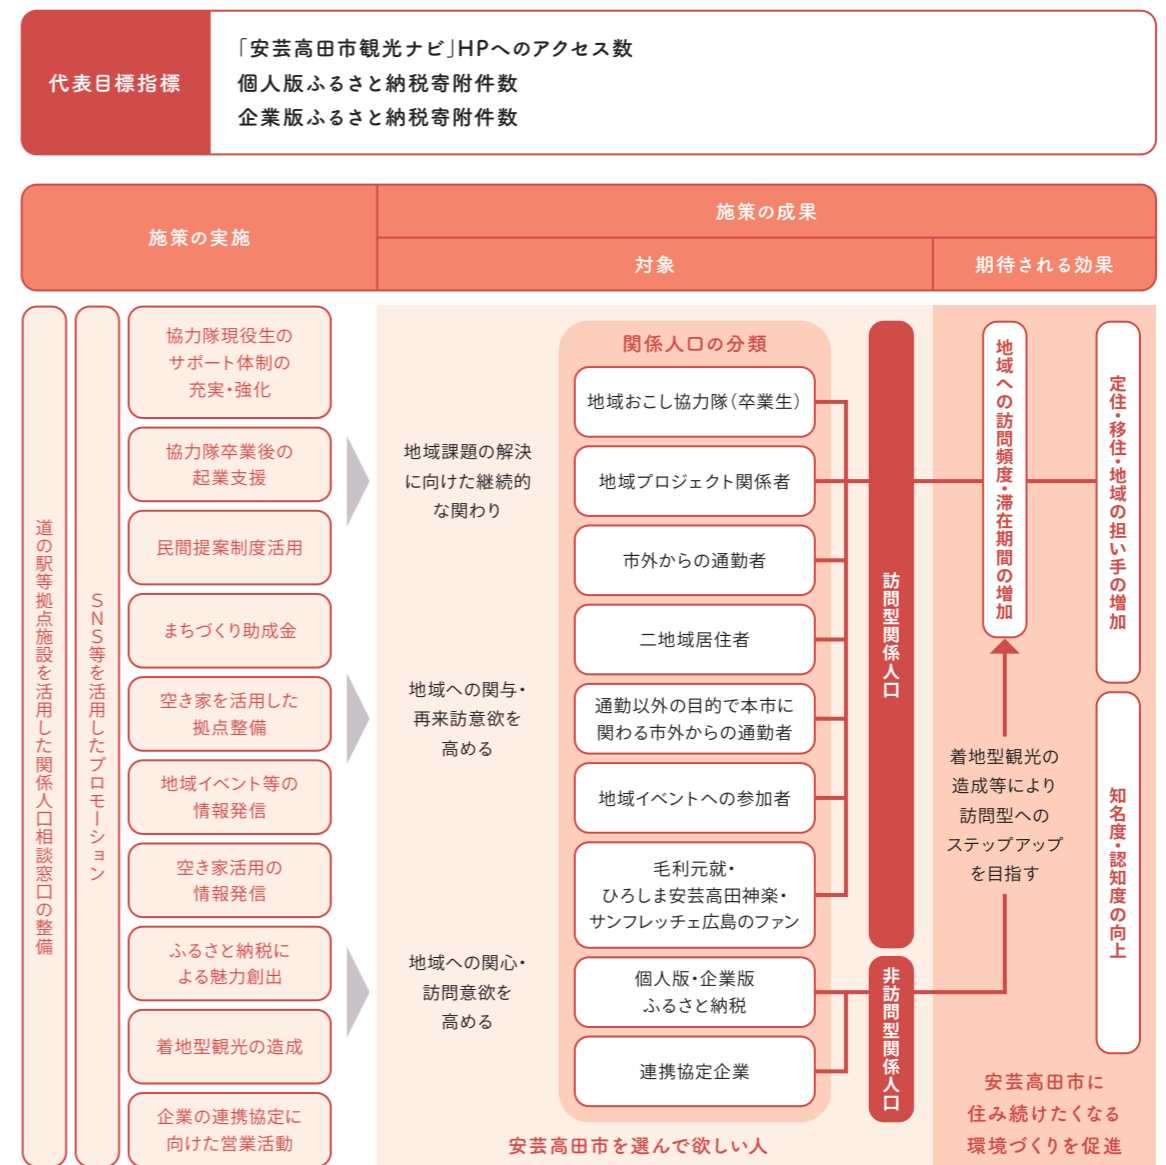 代表目標指標
「安芸高田市観光ナビ」HPへのアクセス数
個人版ふるさと納税寄附件数
企業版ふるさと納税寄附件数
施策の実施
施策の成果
対象
期待される効果
道の駅等拠点施設を活用した関係人口相談窓口の整備
SNS等を活用したプロモーション
協力隊現役生の
サポート体制の
充実・強化
協力隊卒業後の
起業支援
民間提案制度活用
まちづくり助成金
空き家を活用した
拠点整備
地域イベント等の
情報発信
空き家活用の
情報発信
ふるさと納税に
よる魅力創出
着地型観光の造成
企業の連携協定に
向けた営業活動
地域課題の解決
に向けた継続的
な関わり
地域への関与・
再来訪意欲を
高める
地域への関心・
訪問意欲を
高める
関係人口の分類
地域おこし協力隊（卒業生）
地域プロジェクト関係者
市外からの通勤者
二地域居住者
通勤以外の目的で本市に
関わる市外からの通勤者
地域イベントへの参加者
毛利元就・
ひろしま安芸高田神楽・
サンフレッチェ広島のファン
個人版・企業版
ふるさと納税
連携協定企業
安芸高田市を選んで欲しい人
訪問型関係人口
非訪問型関係人口
地域への訪問頻度・滞在期間の増加
着地型観光の
造成等により
訪問型への
ステップアップ
を目指す
定住・移住・地域の担い手の増加
知名度・認知度の向上
安芸高田市に
住み続けたくなる
環境づくりを促進